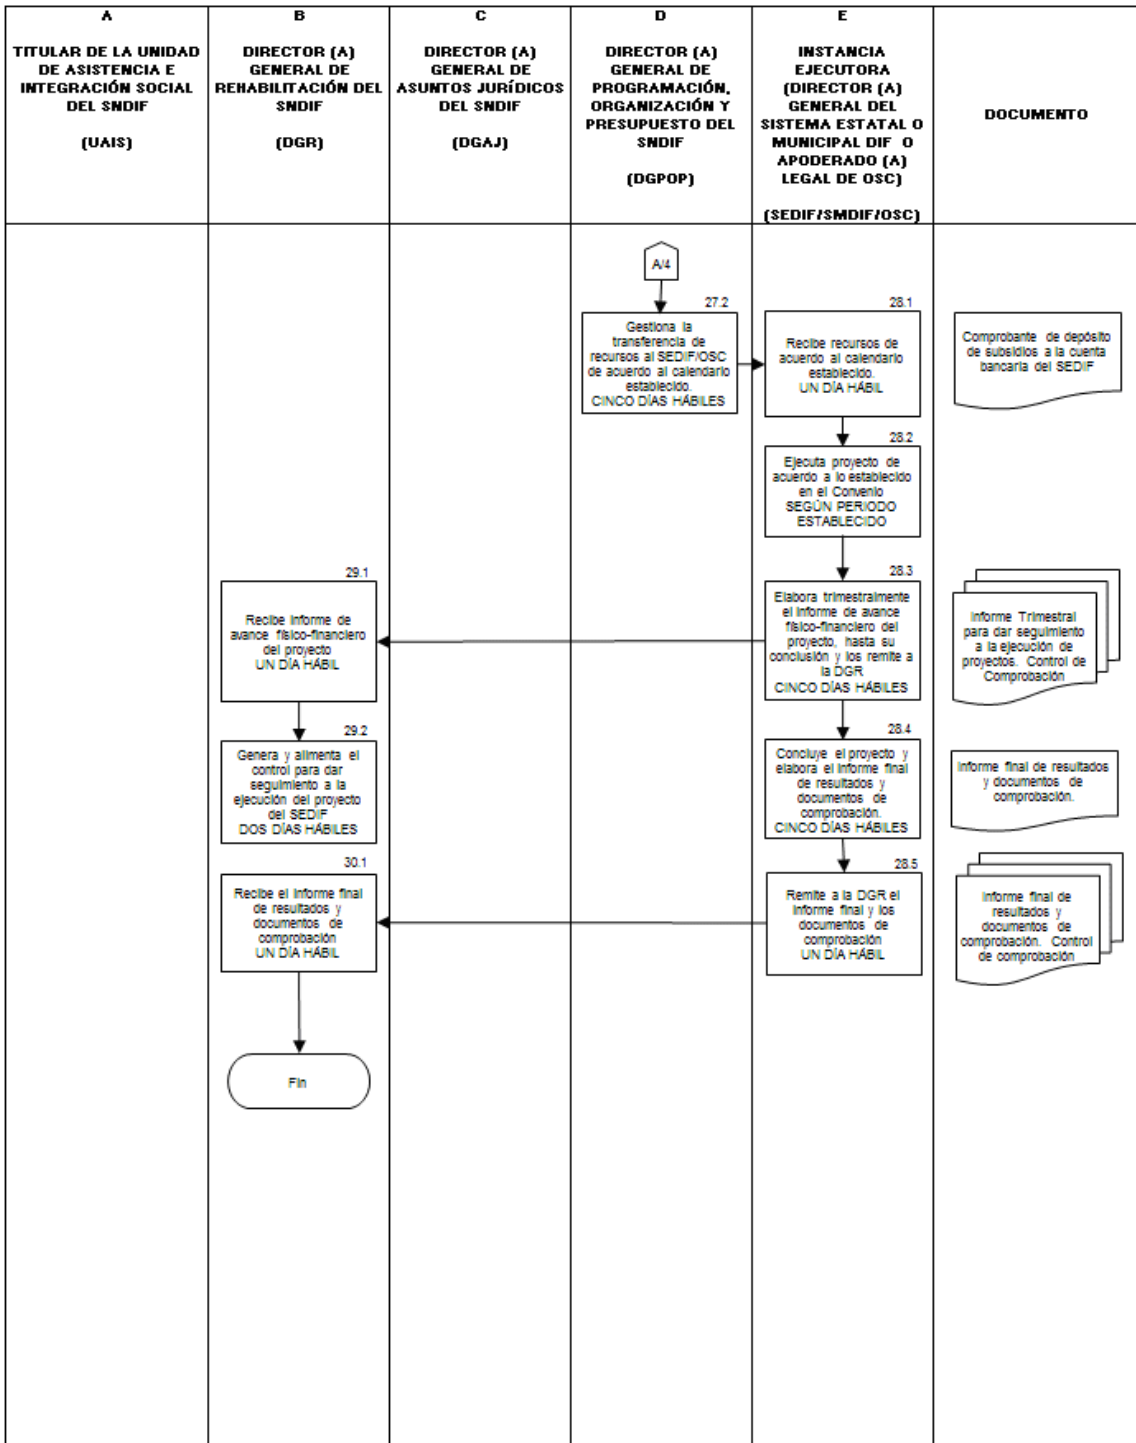 A
TITULAR DE LA UNIDAD
DE ASISTENCIA E
INTEGRACIÓN SOCIAL
DEL SNDIF
(UAIS)
B
DIRECTOR (A)
GENERAL DE
REHABILITACIÓN DEL
SNDIF
(DGR)
C
DIRECTOR (A)
GENERAL DE
ASUNTOS JURÍDICOS
DEL SNDIF
(DGAJ)
D
DIRECTOR (A)
GENERAL DE
PROGRAMACIÓN,
ORGANIZACIÓN Y
PRESUPUESTO DEL
SNDIF
(DGPOP)
E
INSTANCIA
EJECUTORA
(DIRECTOR (A)
GENERAL DEL
SISTEMA ESTATAL O
MUNICIPAL DIF O
APODERADO (A)
LEGAL DE OSC)
(SEDIF/SMDIF/OSC)
DOCUMENTO
A/4
27.2
Gestiona la
transferencia de
recursos al SEDIF/OSC
de acuerdo al calendario
establecido.
CINCO DÍAS HÁBILES
28.1
Recibe recursos de
acuerdo al calendario
establecido.
UN DÍA HÁBIL
Comprobante de depósito
de subsidios a la cuenta
bancaria del SEDIF
28.2
Ejecuta proyecto de
acuerdo a lo establecido
en el Convenio
SEGÚN PERIODO
ESTABLECIDO
29.1
Recibe informe de
avance físico-financiero
del proyecto
UN DÍA HÁBIL
28.3
Elabora trimestralmente
el informe de avance
físico-financiero del
proyecto, hasta su
conclusión y los remite a
la DGR
CINCO DÍAS HÁBILES
Informe Trimestral
para dar seguimiento
a la ejecución de
proyectos. Control de
Comprobación
29.2
Genera y alimenta el
control para dar
seguimiento a la
ejecución del proyecto
del SEDIF
DOS DÍAS HÁBILES
28.4
Concluye el proyecto y
elabora el informe final
de resultados y
documentos de
comprobación.
CINCO DÍAS HÁBILES
Informe final de resultados
y documentos de
comprobación.
30.1
Recibe el informe final
de resultados y
documentos de
comprobación
UN DÍA HÁBIL
28.5
Remite a la DGR el
informe final y los
documentos de
comprobación
UN DÍA HÁBIL
Informe final de
resultados y
documentos de
comprobación. Control
de comprobación
Fin